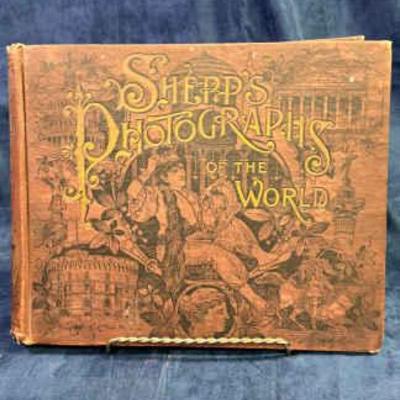 SHEPP'S
PHOTOGRAPHS
OF THE
WORLD